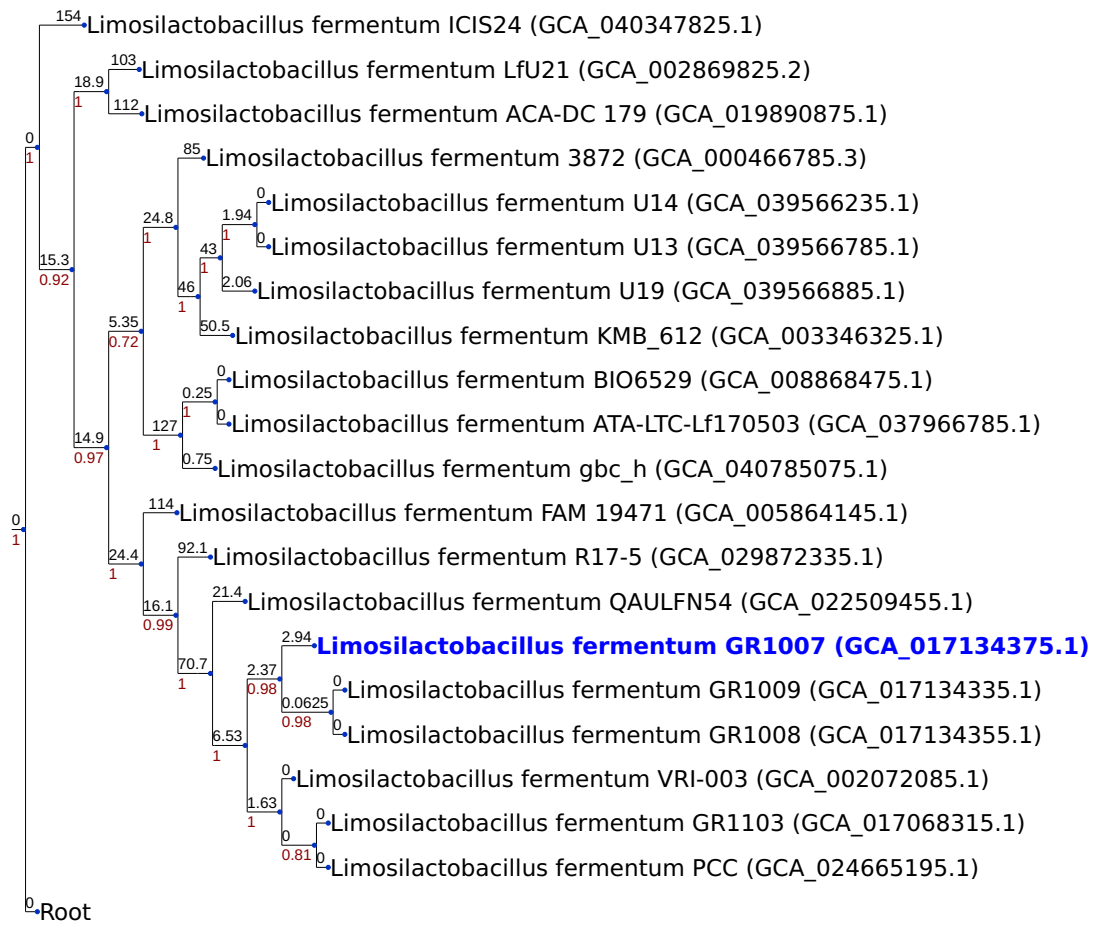 154
Limosilactobacillus fermentum ICIS24 (GCA_040347825.1)
103
Limosilactobacillus fermentum LfU21 (GCA_002869825.2)
18.9
1
112
Limosilactobacillus fermentum ACA-DC 179 (GCA_019890875.1)
0
1
85
Limosilactobacillus fermentum 3872 (GCA_000466785.3)
0
Limosilactobacillus fermentum U14 (GCA_039566235.1)
24.8
1
1.94
1
0
Limosilactobacillus fermentum U13 (GCA_039566785.1)
43
1
15.3
0.92
2.06
Limosilactobacillus fermentum U19 (GCA_039566885.1)
46
1
5.35
0.72
50.5
Limosilactobacillus fermentum KMB_612 (GCA_003346325.1)
0
Limosilactobacillus fermentum BIO6529 (GCA_008868475.1)
0.25
1
0
Limosilactobacillus fermentum ATA-LTC-Lf170503 (GCA_037966785.1)
127
1
14.9
0.97
0.75
Limosilactobacillus fermentum gbc_h (GCA_040785075.1)
114
Limosilactobacillus fermentum FAM 19471 (GCA_005864145.1)
0
1
92.1
Limosilactobacillus fermentum R17-5 (GCA_029872335.1)
24.4
1
21.4
Limosilactobacillus fermentum QAULFN54 (GCA_022509455.1)
16.1
0.99
2.94
Limosilactobacillus fermentum GR1007 (GCA_017134375.1)
70.7
1
2.37
0.98
0
Limosilactobacillus fermentum GR1009 (GCA_017134335.1)
0.0625
0.98
0
Limosilactobacillus fermentum GR1008 (GCA_017134355.1)
6.53
1
0
Limosilactobacillus fermentum VRI-003 (GCA_002072085.1)
1.63
1
0
Limosilactobacillus fermentum GR1103 (GCA_017068315.1)
0
0.81
0
Limosilactobacillus fermentum PCC (GCA_024665195.1)
0
Root